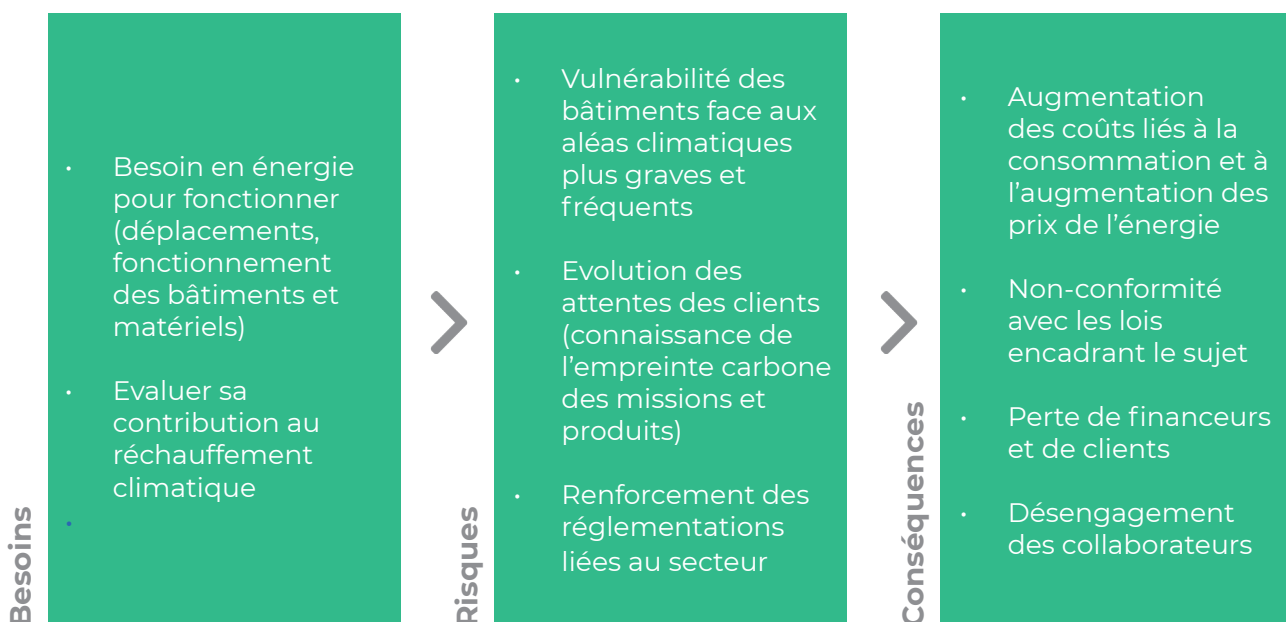 Besoins
• Besoin en énergie
pour fonctionner
(déplacements,
fonctionnement
des bâtiments et
matériels)
• Evaluer sa
contribution au
réchauffement
climatique
•
Risques
• Vulnérabilité des
bâtiments face aux
aléas climatiques
plus graves et
fréquents
• Evolution des
attentes des clients
(connaissance de
l’empreinte carbone
des missions et
produits)
• Renforcement des
réglementations
liées au secteur
Conséquences
• Augmentation
des coûts liés à la
consommation et à
l’augmentation des
prix de l’énergie
• Non-conformité
avec les lois
encadrant le sujet
• Perte de financeurs
et de clients
• Désengagement
des collaborateurs